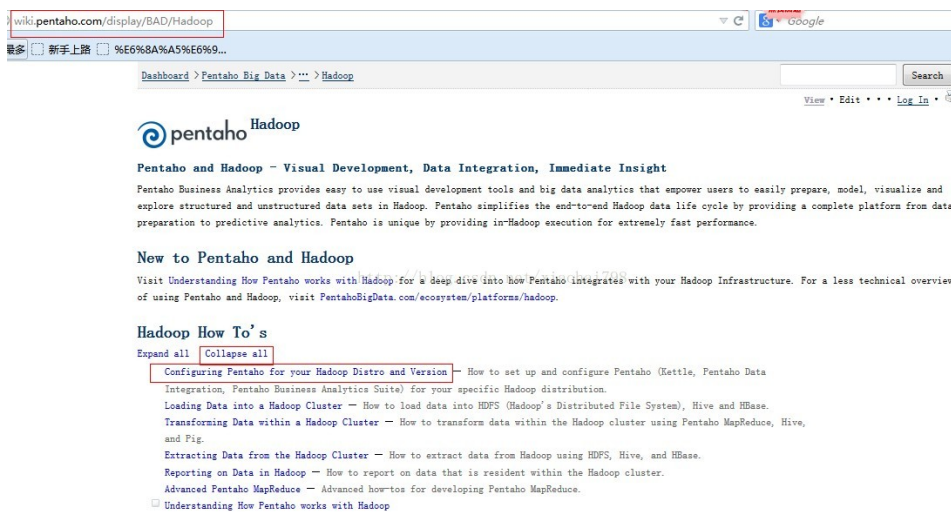 wiki.pentaho.com/display/BAD/Hadoop
Google
最多 新手上路 %E6%8A%A5%E6%9...
Dashboard > Pentaho Big Data > ... > Hadoop
Search
View • Edit • • • Log In •
pentaho Hadoop
Pentaho and Hadoop - Visual Development, Data Integration, Immediate Insight
Pentaho Business Analytics provides easy to use visual development tools and big data analytics that empower users to easily prepare, model, visualize and
explore structured and unstructured data sets in Hadoop. Pentaho simplifies the end-to-end Hadoop data life cycle by providing a complete platform from data
preparation to predictive analytics. Pentaho is unique by providing in-Hadoop execution for extremely fast performance.
New to Pentaho and Hadoop
Visit Understanding How Pentaho works with Hadoop for a deep dive into how Pentaho integrates with your Hadoop Infrastructure. For a less technical overview
of using Pentaho and Hadoop, visit PentahoBigData.com/ecosystem/platforms/hadoop.
Hadoop How To's
Expand all Collapse all
Configuring Pentaho for your Hadoop Distro and Version — How to set up and configure Pentaho (Kettle, Pentaho Data
Integration, Pentaho Business Analytics Suite) for your specific Hadoop distribution.
Loading Data into a Hadoop Cluster — How to load data into HDFS (Hadoop's Distributed File System), Hive and HBase.
Transforming Data within a Hadoop Cluster — How to transform data within the Hadoop cluster using Pentaho MapReduce, Hive,
and Pig.
Extracting Data from the Hadoop Cluster — How to extract data from Hadoop using HDFS, Hive, and HBase.
Reporting on Data in Hadoop — How to report on data that is resident within the Hadoop cluster.
Advanced Pentaho MapReduce — Advanced how-tos for developing Pentaho MapReduce.
Understanding How Pentaho works with Hadoop